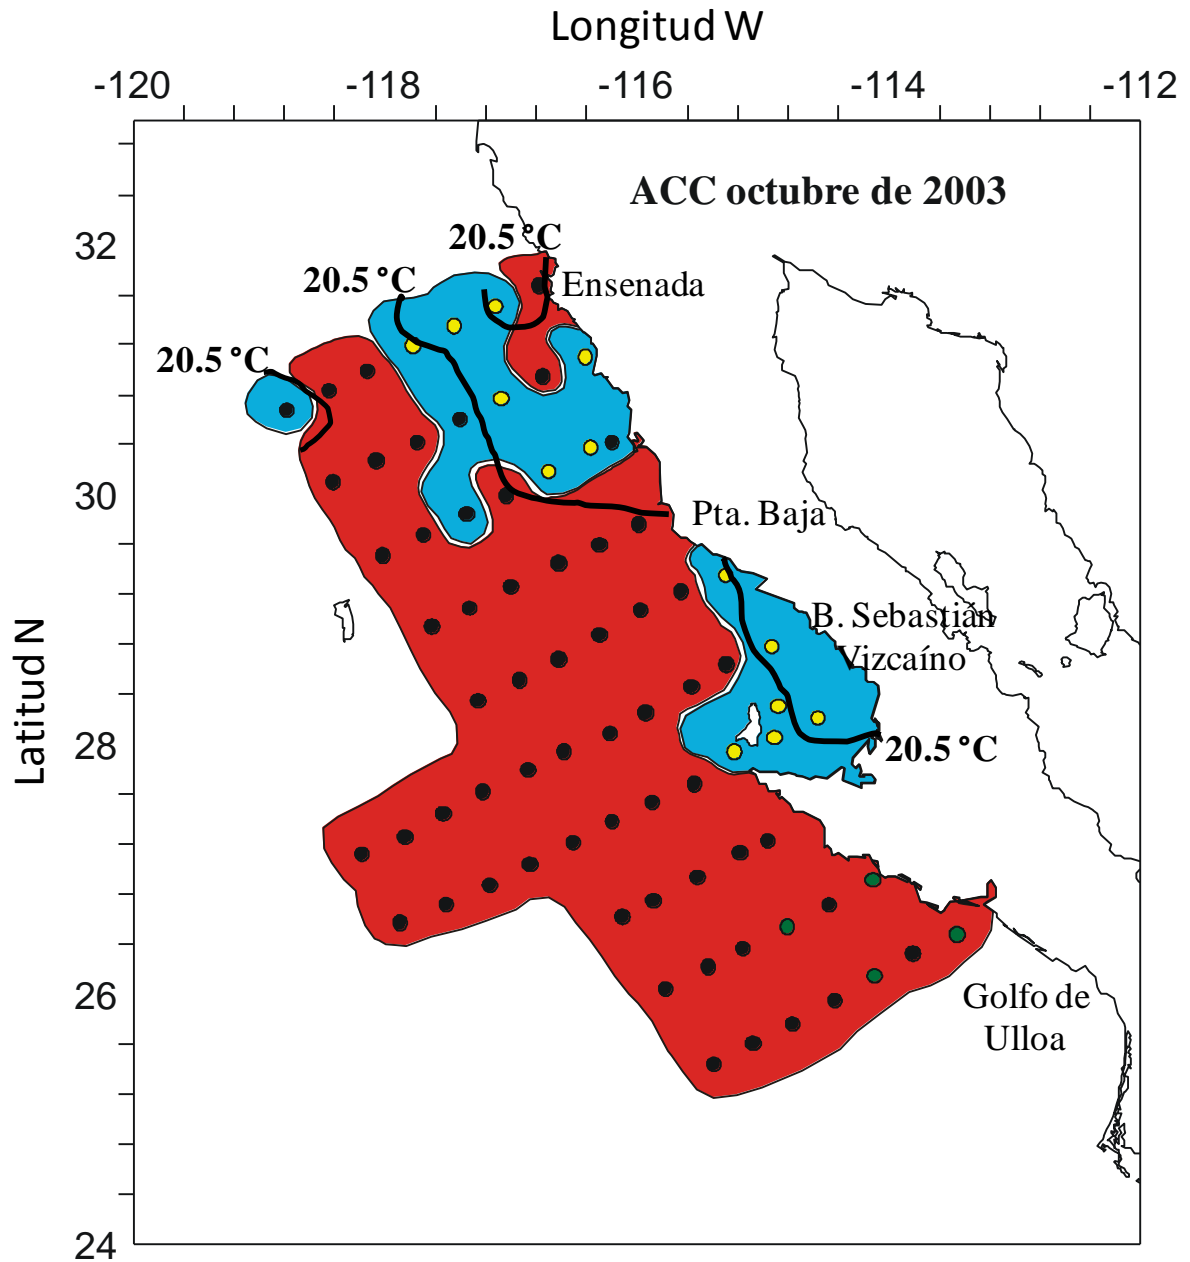 Longitud W
-120
-118
-116
-114
-112
ACC octubre de 2003
32
20.5 °C
20.5 °C
Ensenada
20.5 °C
30
Pta. Baja
B. Sebastián
Vizcaíno
Latitud N
28
20.5 °C
26
Golfo de
Ulloa
24